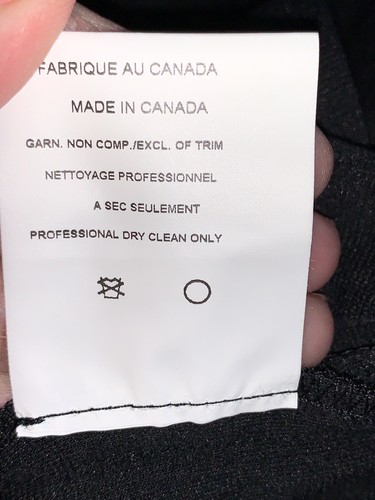 FABRIQUE AU CANADA
MADE IN CANADA
GARN. NON COMP./EXCL. OF TRIM
NETTOYAGE PROFESSIONNEL
A SEC SEULEMENT
PROFESSIONAL DRY CLEAN ONLY